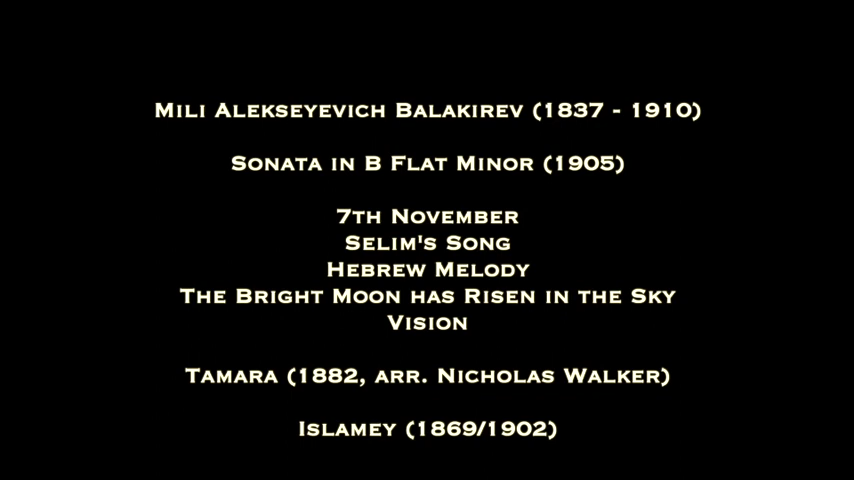 Mili Alekseyevich Balakirev (1837 - 1910)
Sonata in B Flat Minor (1905)
7th November
Selim's Song
Hebrew Melody
The Bright Moon has Risen in the Sky
Vision
Tamara (1882, arr. Nicholas Walker)
Islamey (1869/1902)